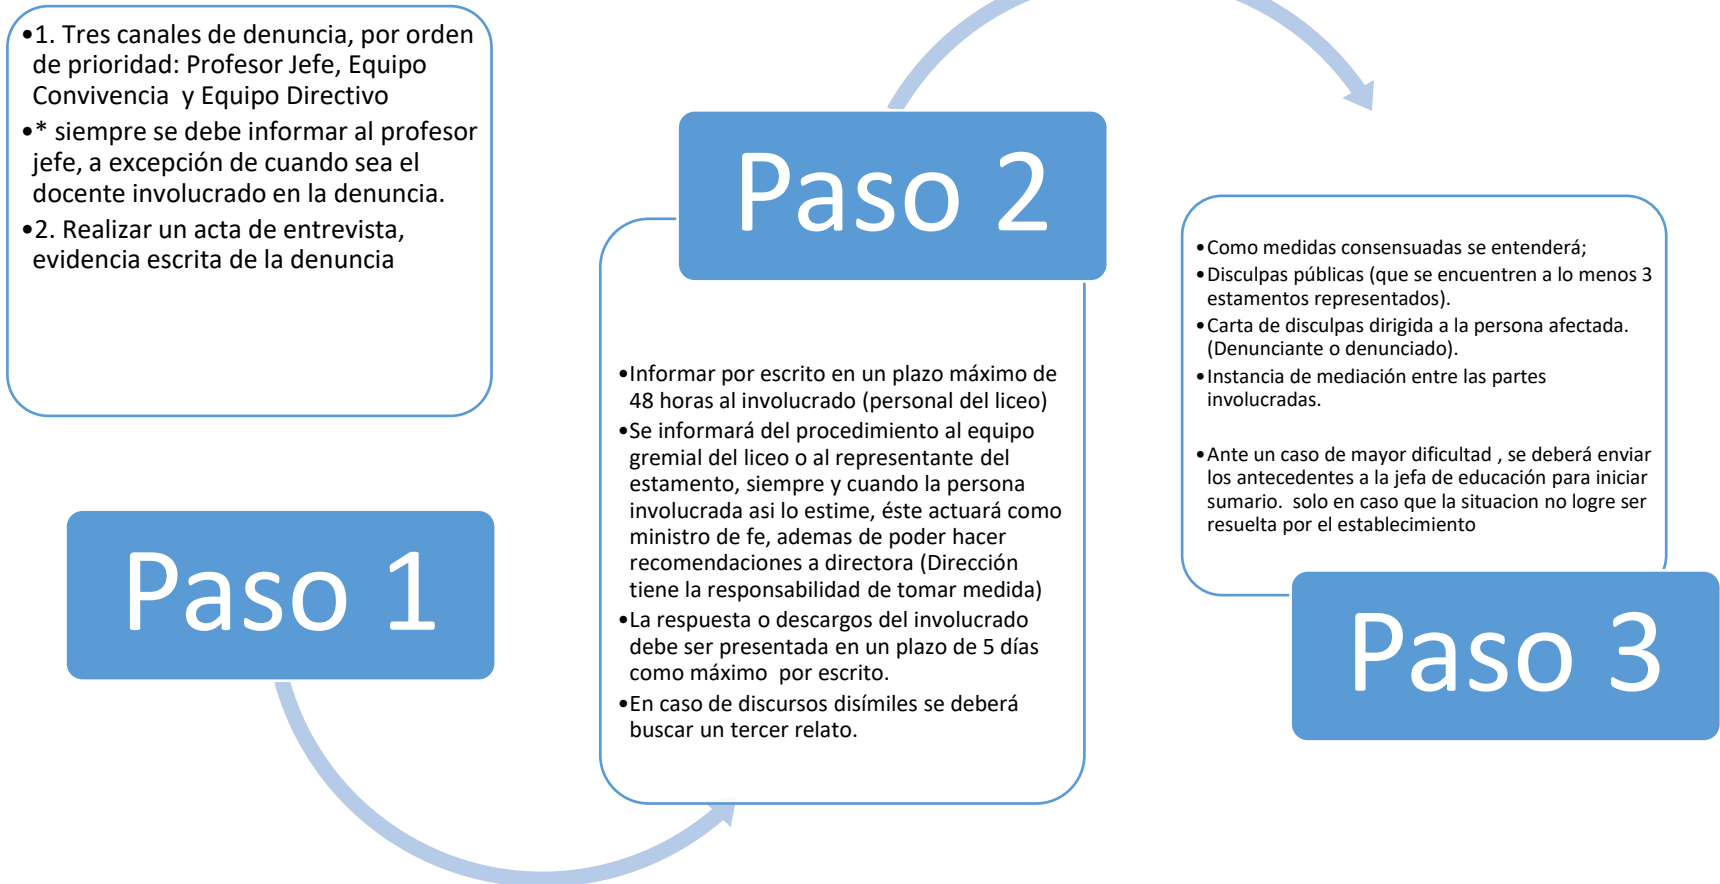 •1. Tres canales de denuncia, por orden
de prioridad: Profesor Jefe, Equipo
Convivencia y Equipo Directivo
•* siempre se debe informar al profesor
jefe, a excepción de cuando sea el
docente involucrado en la denuncia.
•2. Realizar un acta de entrevista,
evidencia escrita de la denuncia
Paso 1
Paso 2
•Informar por escrito en un plazo máximo de
48 horas al involucrado (personal del liceo)
•Se informará del procedimiento al equipo
gremial del liceo o al representante del
estamento, siempre y cuando la persona
involucrada asi lo estime, éste actuará como
ministro de fe, ademas de poder hacer
recomendaciones a directora (Dirección
tiene la responsabilidad de tomar medida)
•La respuesta o descargos del involucrado
debe ser presentada en un plazo de 5 días
como máximo por escrito.
•En caso de discursos disímiles se deberá
buscar un tercer relato.
•Como medidas consensuadas se entenderá;
•Disculpas públicas (que se encuentren a lo menos 3
estamentos representados).
•Carta de disculpas dirigida a la persona afectada.
(Denunciante o denunciado).
•Instancia de mediación entre las partes
involucradas.
•Ante un caso de mayor dificultad , se deberá enviar
los antecedentes a la jefa de educación para iniciar
sumario. solo en caso que la situacion no logre ser
resuelta por el establecimiento
Paso 3